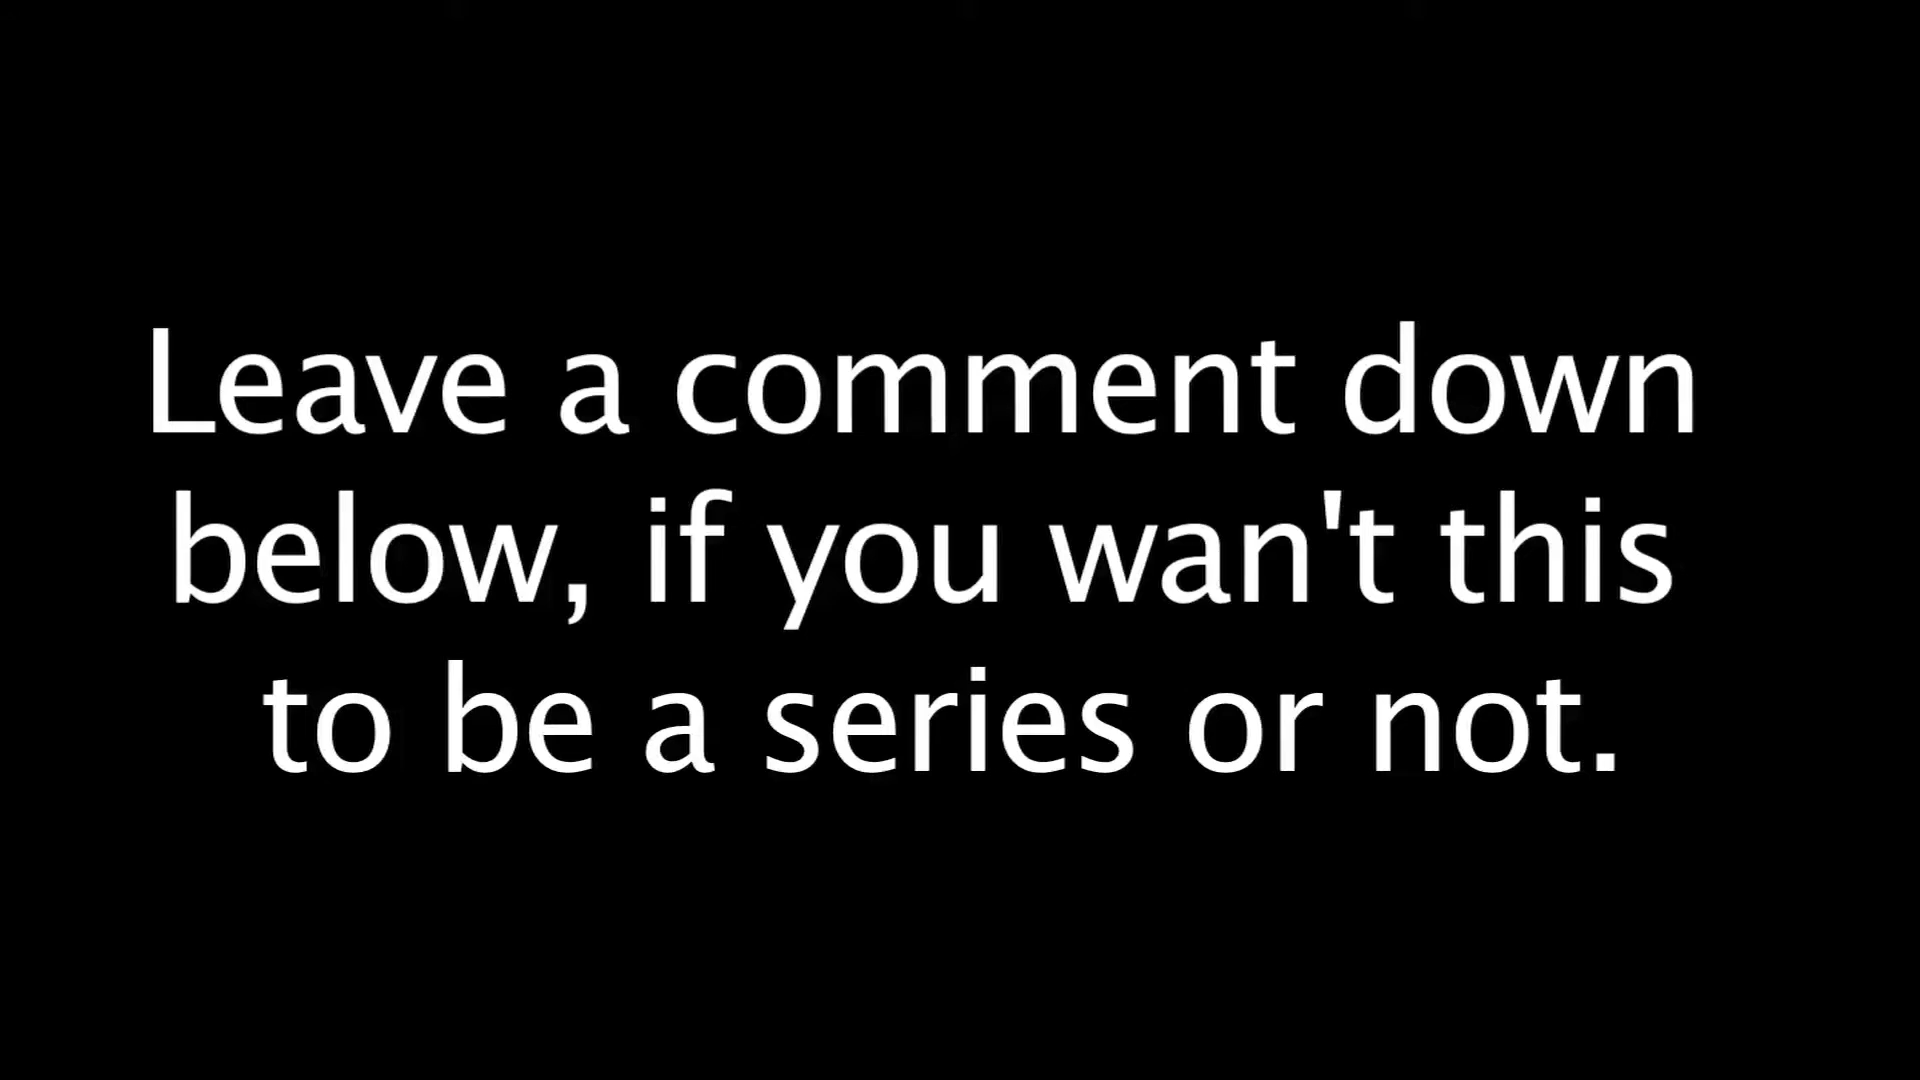 Leave a comment down
below, if you wan't this
to be a series or not.